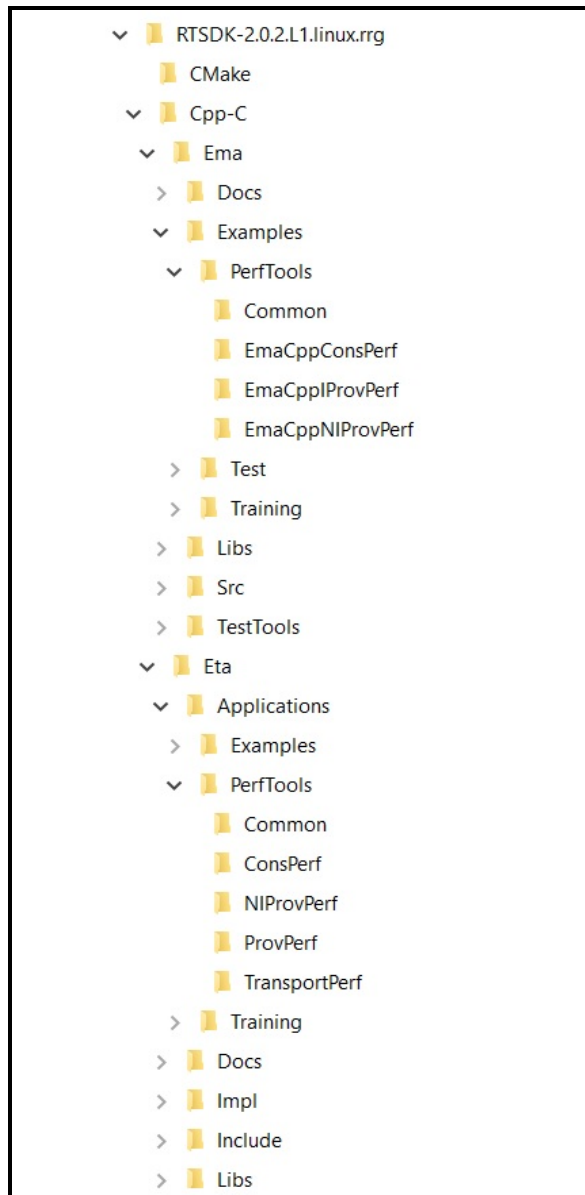 RTSDK-2.0.2.L1.linux.rrg
CMake
Cpp-C
Ema
Docs
Examples
PerfTools
Common
EmaCppConsPerf
EmaCppIProvPerf
EmaCppNIProvPerf
Test
Training
Libs
Src
TestTools
Eta
Applications
Examples
PerfTools
Common
ConsPerf
NIProvPerf
ProvPerf
TransportPerf
Training
Docs
Impl
Include
Libs